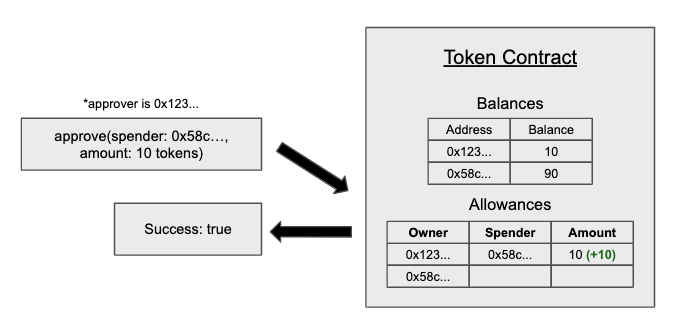 Token Contract
*approver is 0x123...
approve(spender: 0x58c…,
amount: 10 tokens)
Success: true
Balances
Address Balance
0x123... 10
0x58c... 90
Allowances
Owner Spender Amount
0x123... 0x58c... 10 (+10)
0x58c...